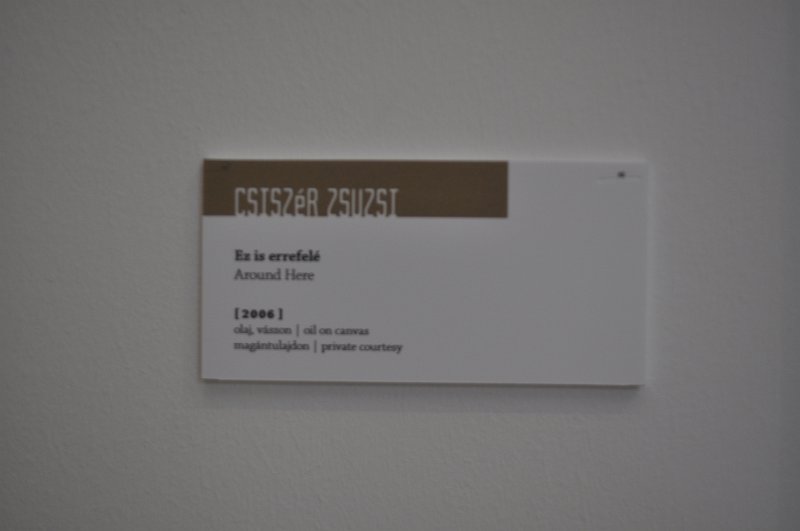 CSISZéR ZSUZSI
Ez is errefelé
Around Here
[ 2006 ]
olaj, vászon | oil on canvas
magántulajdon | private courtesy